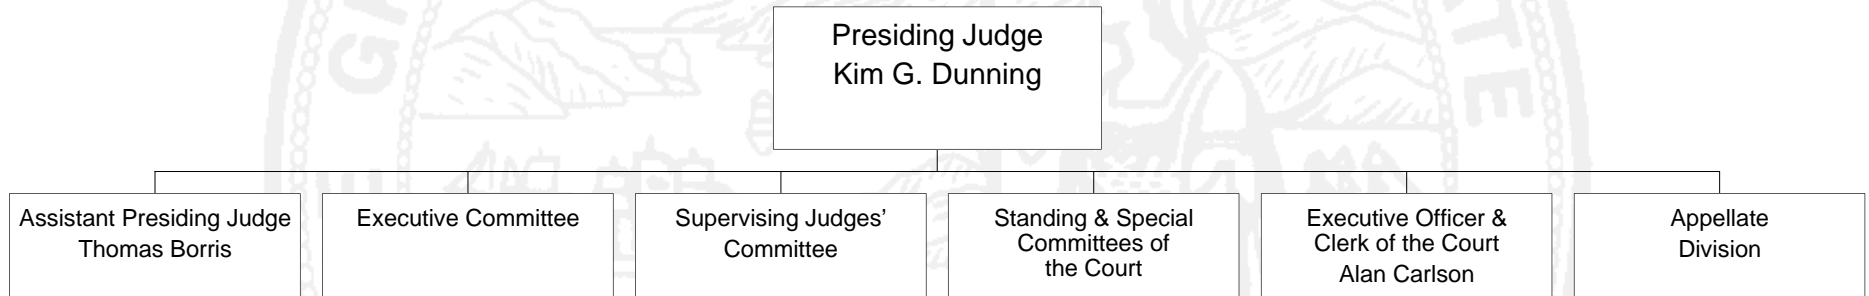 Presiding Judge
Kim G. Dunning
Assistant Presiding Judge
Thomas Borris
Executive Committee
Supervising Judges’
Committee
Standing & Special
Committees of
the Court
Executive Officer &
Clerk of the Court
Alan Carlson
Appellate
Division